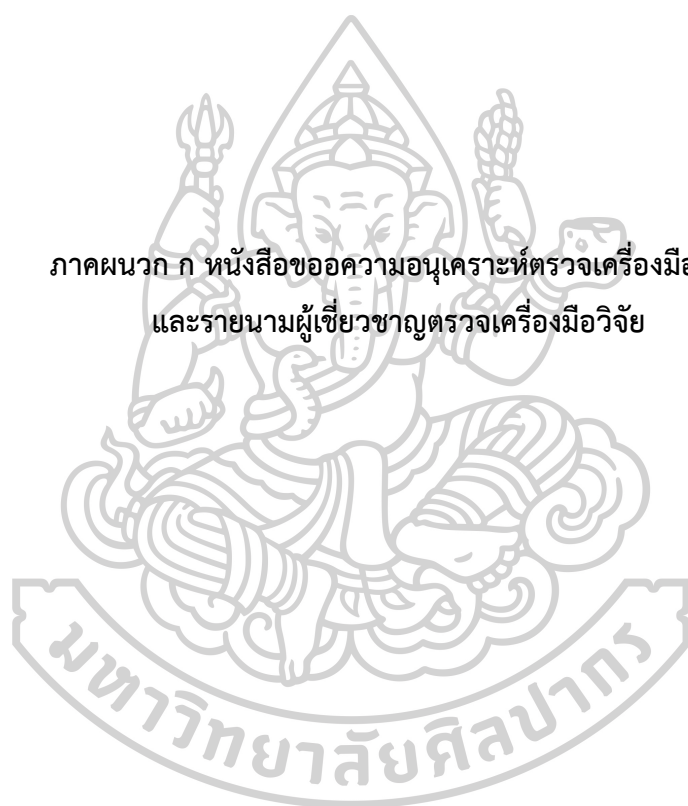 ภาคผนวก ก หนังสือขออความอนุเคราะห์ตรวจเครื่องมือ
และรายนามผู้เชี่ยวชาญตรวจเครื่องมือวิจัย
มหาวิทยาลัยศิลปากร